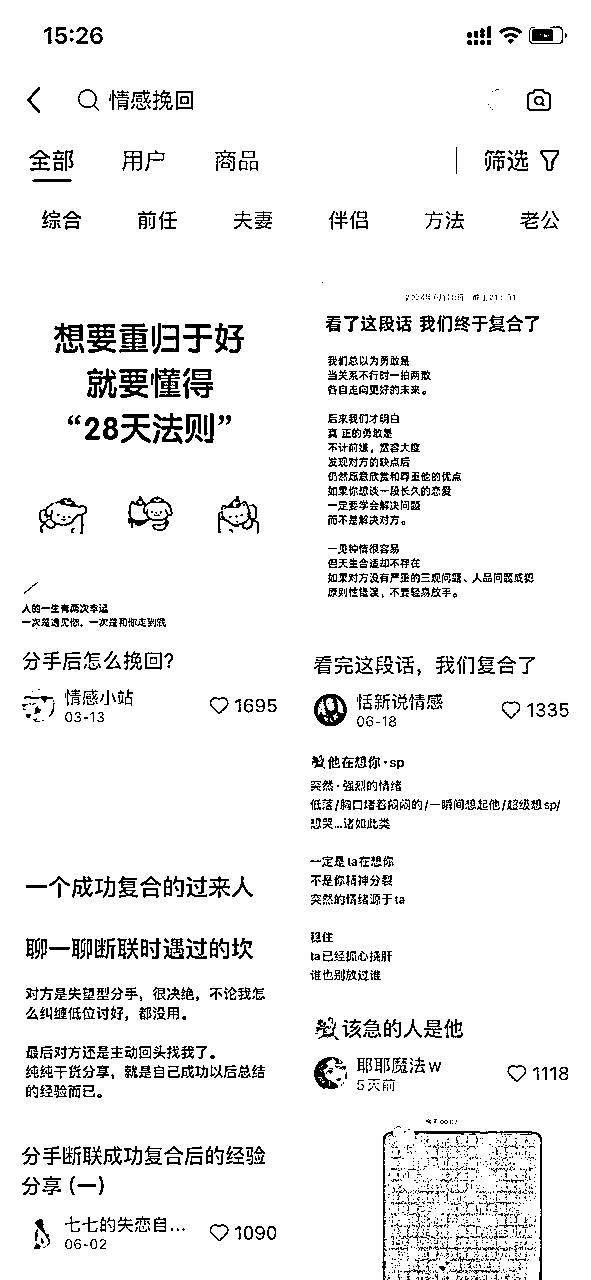 15:26
情感挽回
全部
用户
商品
筛选
综合
前任
夫妻
伴侣
方法
老公
想要重归于好
就要懂得
“28天法则”
人的一生有两次幸运
一次是遇见你，一次是和你走到底
分手后怎么挽回?
情感小站
03-13
1695
看了这段话 我们终于复合了
我们总以为勇敢是
当关系不行时一拍两散
各自走向更好的未来。
后来我们才明白
真 正的勇敢是
不计前嫌，宽容大度
发现对方的缺点后
仍然愿意欣赏和尊重他的优点
如果你想谈一段长久的恋爱
一定要学会解决问题
而不是解决对方。
一见钟情很容易
但天生合适却不存在
如果对方没有严重的三观问题、人品问题或犯
原则性错误，不要轻易放手。
看完这段话，我们复合了
恬新说情感
06-18
1335
一个成功复合的过来人
聊一聊断联时遇过的坎
对方是失望型分手，很决绝，不论我怎
么纠缠低位讨好，都没用。
最后对方还是主动回头找我了。
纯纯干货分享，就是自己成功以后总结
的经验而已。
分手断联成功复合后的经验
分享 (一)
七七的失恋自...
06-02
1090
他在想你·sp
突然·强烈的情绪
低落/胸口堵着闷闷的/一瞬间想起他/超级想sp/
想哭...诸如此类
一定是ta在想你
不是你精神分裂
突然的情绪源于ta
稳住
ta已经抓心挠肝
谁也别放过谁
该急的人是他
耶耶魔法w
5天前
1118